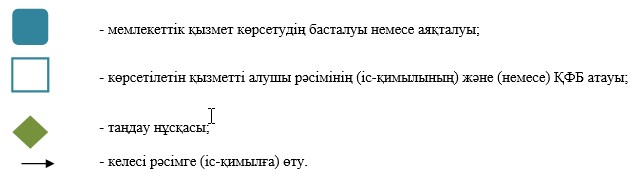 - мемлекеттік қызмет көрсетудің басталуы немесе аяқталуы;
- көрсетілетін қызметті алушы рәсімінің (іс-қимылының) және (немесе) ҚФБ атауы;
- таңдау нұсқасы;
- келесі рәсімге (іс-қимылға) өту.